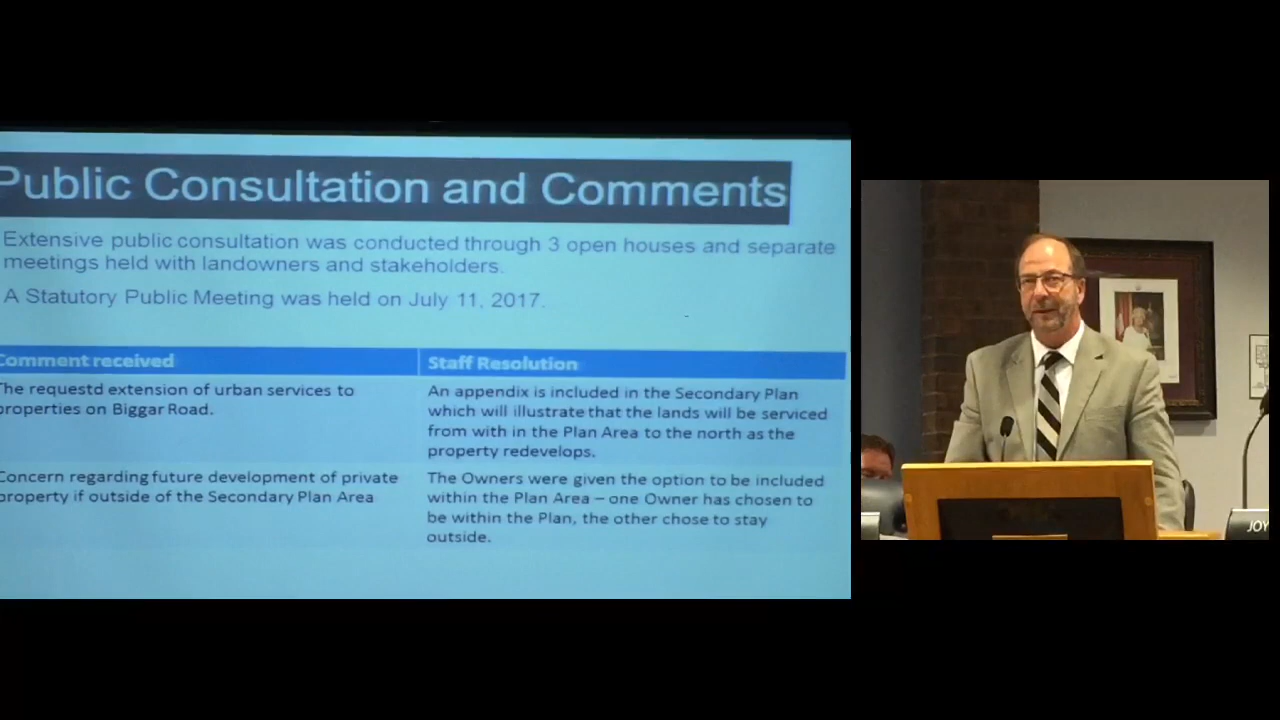 Public Consultation and Comments
Extensive public consultation was conducted through 3 open houses and separate
meetings held with landowners and stakeholders.
A Statutory Public Meeting was held on July 11, 2017.
Comment received
Staff Resolution
The requestd extension of urban services to
properties on Biggar Road.
An appendix is included in the Secondary Plan
which will illustrate that the lands will be serviced
from with in the Plan Area to the north as the
property redevelops.
Concern regarding future development of private
property if outside of the Secondary Plan Area
The Owners were given the option to be included
within the Plan Area – one Owner has chosen to
be within the Plan, the other chose to stay
outside.
JOY